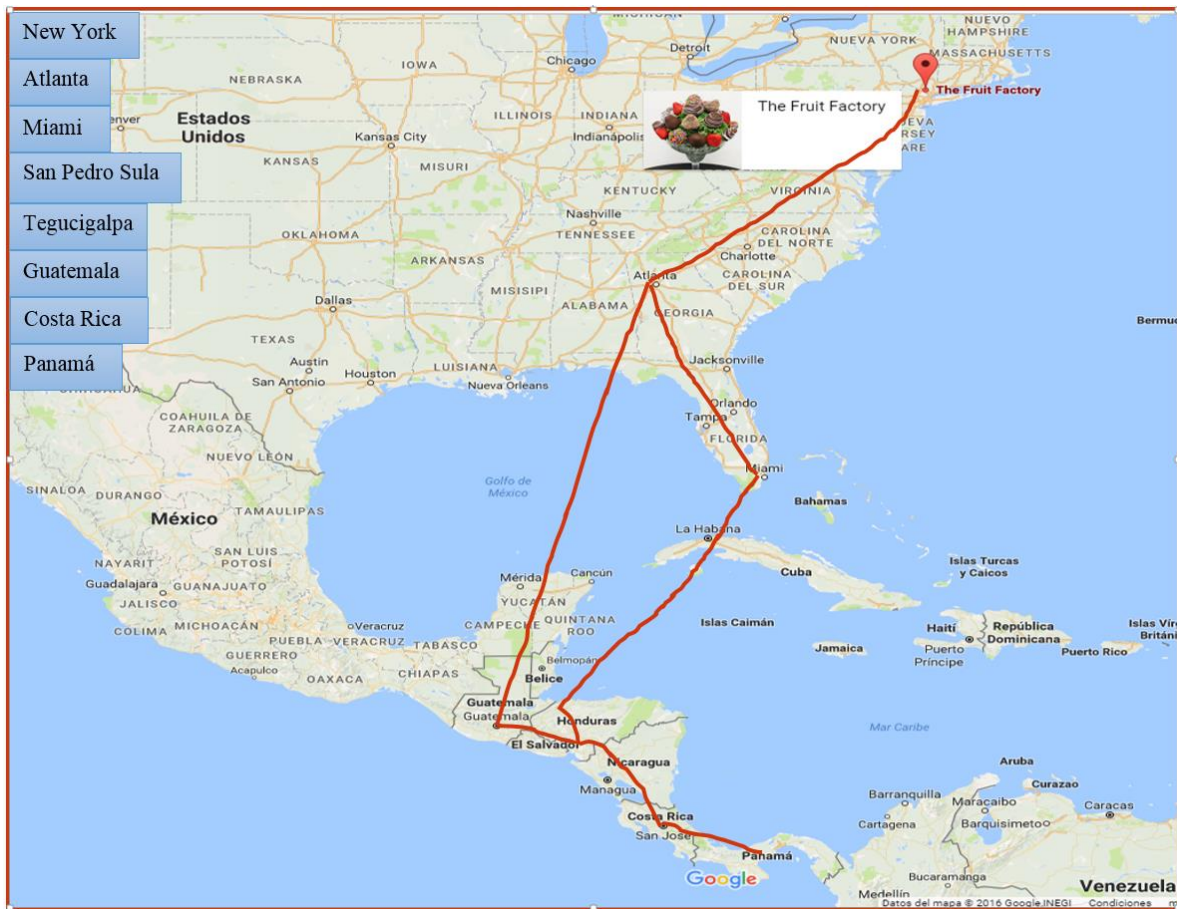 New York
Atlanta
Miami
San Pedro Sula
Tegucigalpa
Guatemala
Costa Rica
Panamá
The Fruit Factory
The Fruit Factory
MICHIGAN
NUEVO
HAMPSHIRE
NUEVA YORK
MASSACHUSETTS
Detroit
Chicago
IOWA
NEBRASKA
Estados
Unidos
ILLINOIS
INDIANA
Indianápolis
Kansas City
KANSAS
MISURI
KENTUCKY
VIRGINIA
Nashville
TENNESSEE
OKLAHOMA
ARKANSAS
CAROLINA
DEL NORTE
Charlotte
CAROLINA
DEL SUR
Atlanta
MISISIPI
ALABAMA
GEORGIA
Dallas
TEXAS
Austin
San Antonio
Houston
LUISIANA
Nueva Orleans
Jacksonville
Orlando
Tampa
FLORIDA
Miami
Bahamas
COAHUILA DE
ZARAGOZA
NUEVO LEÓN
SINALOA
DURANGO
México
TAMAULIPAS
Golfo de
México
La Habana
Cuba
Islas Turcas
y Caicos
SAN LUIS
POTOSÍ
NAYARIT
Guadalajara
GUANAJUATO
JALISCO
COLIMA
MICHOACÁN
PUEBLA
VERACRUZ
Veracruz
TABASCO
GUERRERO
Acapulco
OAXACA
CHIAPAS
Mérida
Cancún
YUCATÁN
CAMPECHE
QUINTANA
ROO
Islas Caimán
Jamaica
Haití
Puerto
Príncipe
República
Dominicana
Puerto Rico
Belmopán
Belice
Guatemala
Guatemala
Honduras
El Salvador
Nicaragua
Managua
Mar Caribe
Costa Rica
San José
Panamá
Aruba
Curazao
Barranquilla
Cartagena
Maracaibo
Barquisimeto
Caracas
Bucaramanga
Medellín
Venezuela
Google
Datos del mapa © 2016 Google, INEGI Condiciones